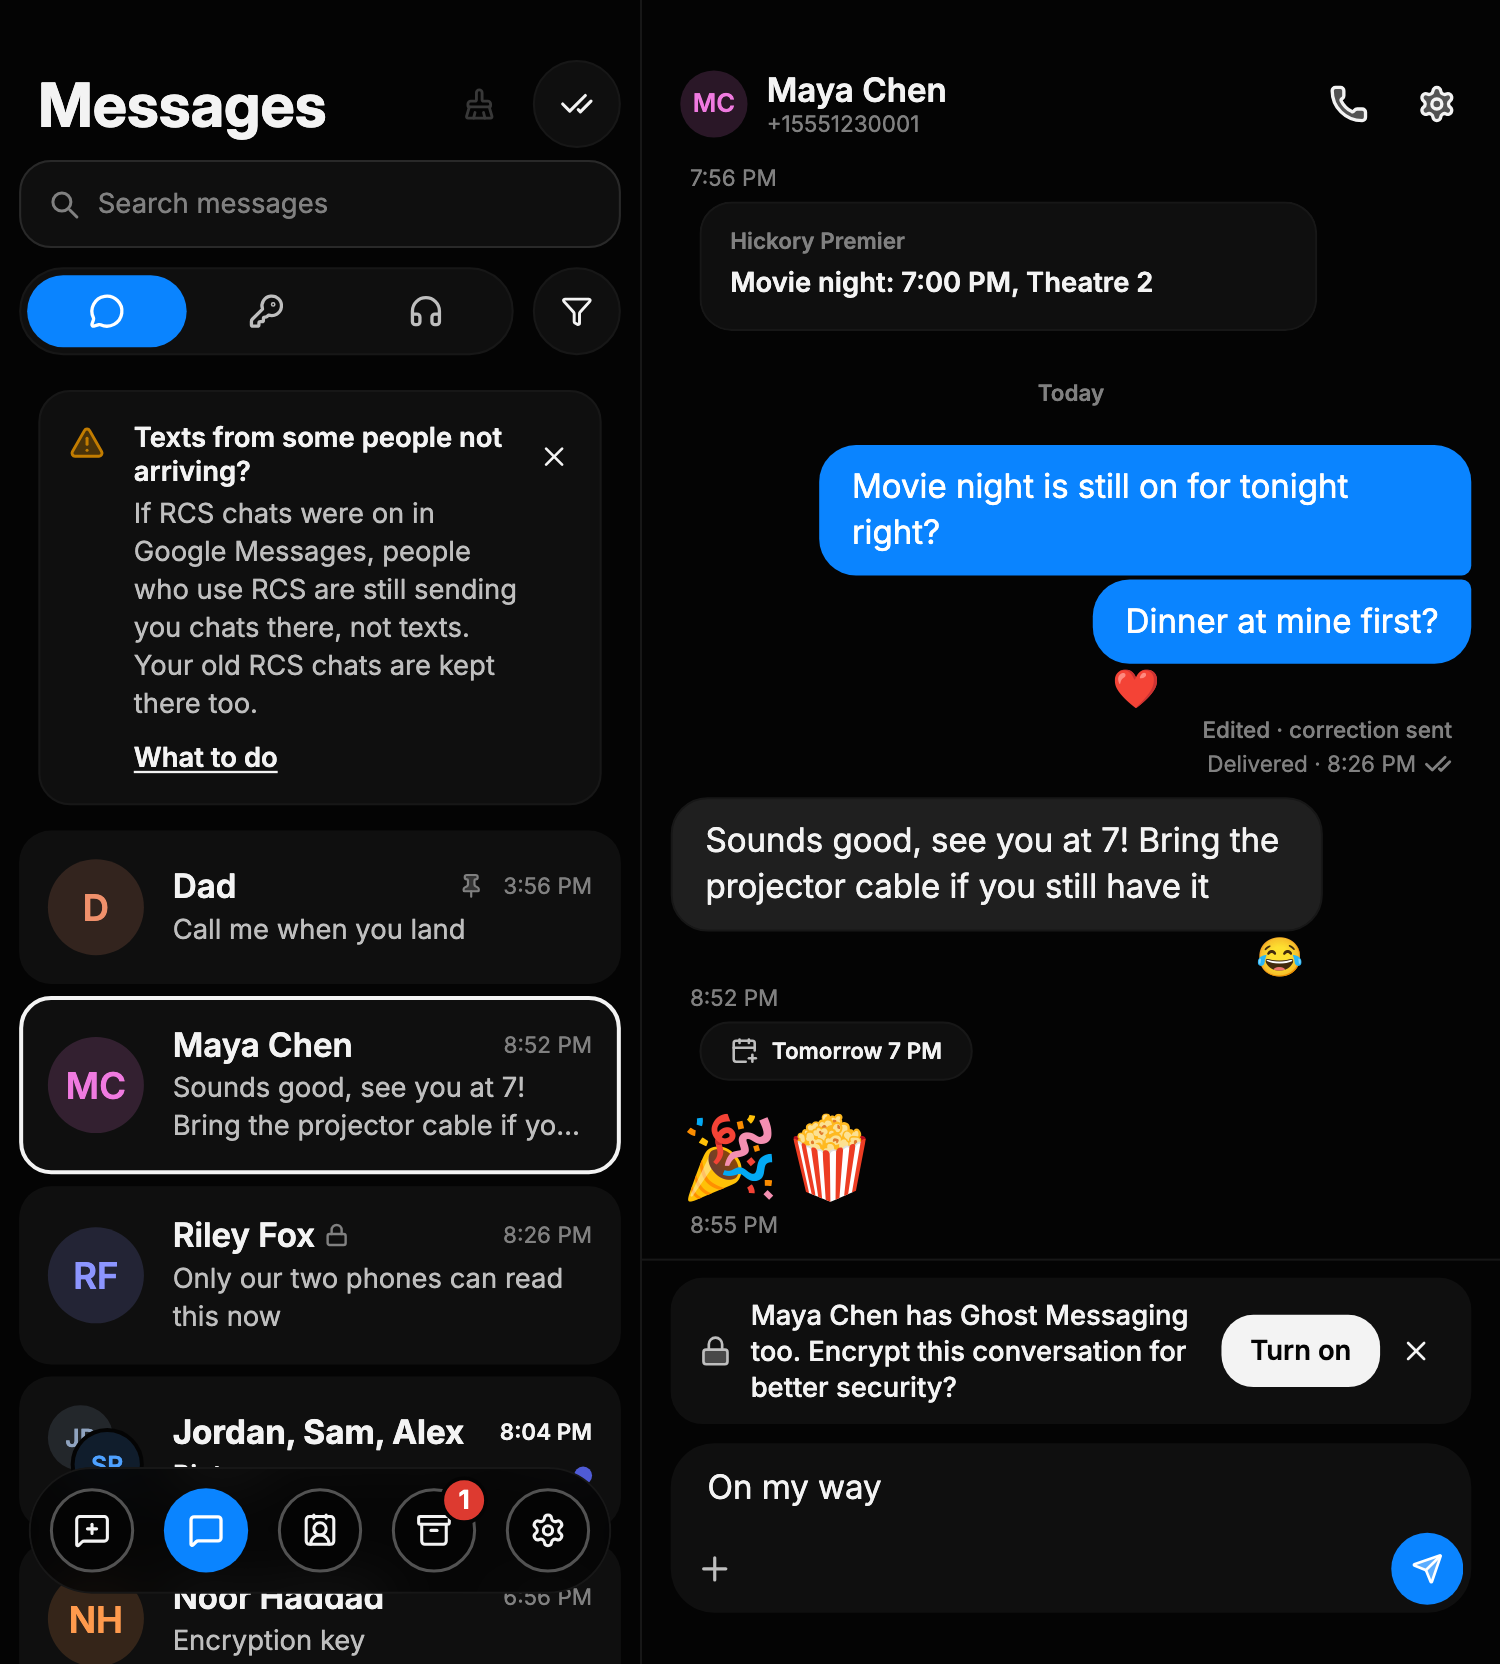 Messages
Search messages
Texts from some people not
arriving?
If RCS chats were on in
Google Messages, people
who use RCS are still sending
you chats there, not texts.
Your old RCS chats are kept
there too.
What to do
D
Dad
3:56 PM
Call me when you land
MC
Maya Chen
8:52 PM
Sounds good, see you at 7!
Bring the projector cable if yo...
RF
Riley Fox
8:26 PM
Only our two phones can read
this now
SR
Jordan, Sam, Alex
8:04 PM
1
NH
Noor Haddad
6:56 PM
Encryption key
MC
Maya Chen
+15551230001
7:56 PM
Hickory Premier
Movie night: 7:00 PM, Theatre 2
Today
Movie night is still on for tonight
right?
Dinner at mine first?
❤️
Edited · correction sent
Delivered · 8:26 PM
Sounds good, see you at 7! Bring the
projector cable if you still have it
😂
8:52 PM
Tomorrow 7 PM
🎉🍿
8:55 PM
Maya Chen has Ghost Messaging
too. Encrypt this conversation for
better security?
Turn on
On my way